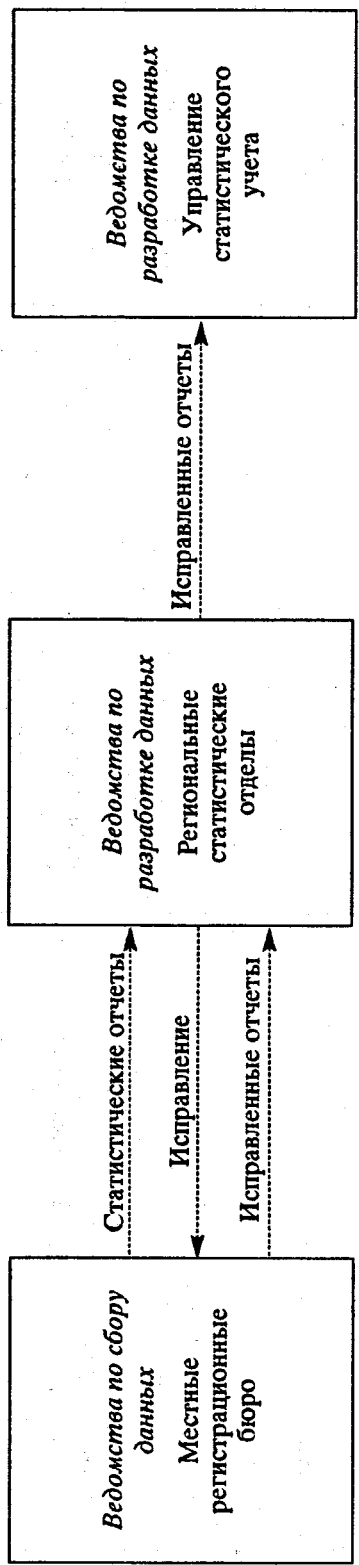 Ведомства по сбору
данных
Местные
регистрационные
бюро
Статистические отчеты
Исправление
Исправленные отчеты
Ведомства по
разработке данных
Региональные
статистические
отделы
Исправленные отчеты
Ведомства по
разработке данных
Управление
статистического
учета